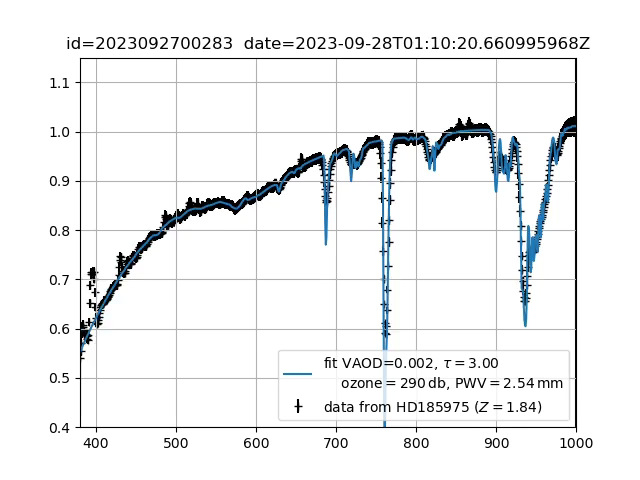 id=2023092700283  date=2023-09-28T01:10:20.660995968Z
1.1
1.0
0.9
0.8
0.7
0.6
0.5
0.4
fit VAOD=0.002, τ = 3.00
ozone = 290 db, PWV = 2.54 mm
data from HD185975 (Z = 1.84)
400 500 600 700 800 900 1000